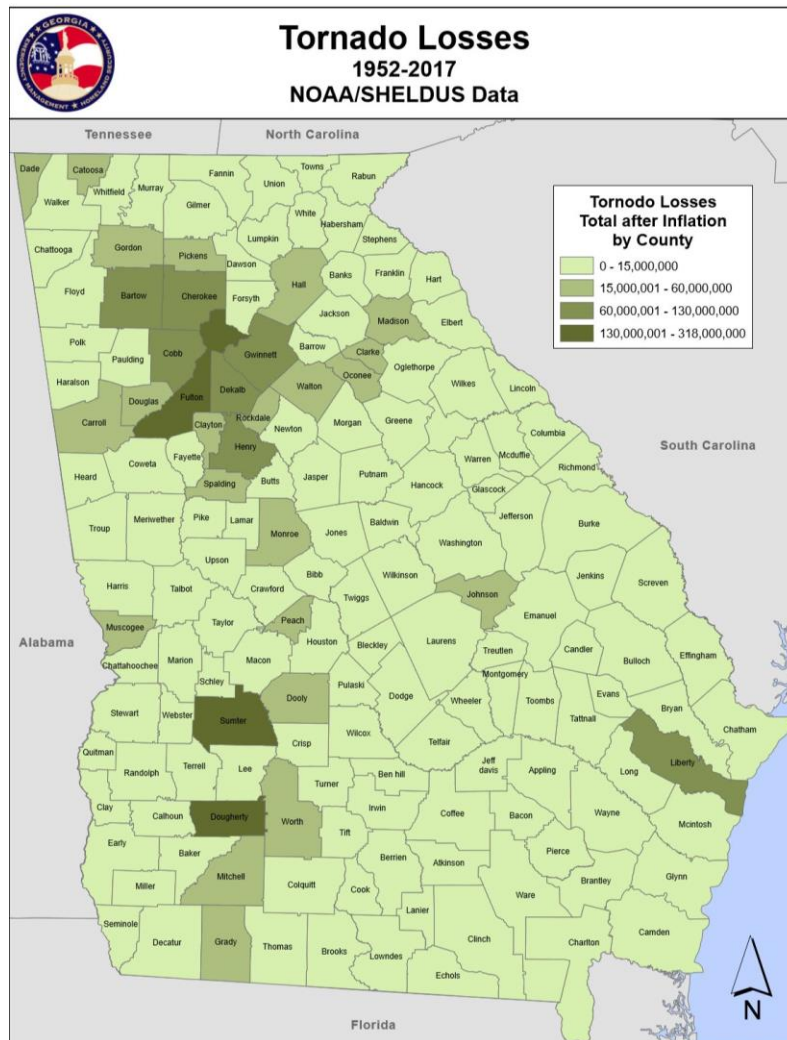 GEORGIA
EMERGENCY MANAGEMENT
HOMELAND SECURITY
Tornado Losses
1952-2017
NOAA/SHELDUS Data
Tennessee
North Carolina
Dade
Catoosa
Whitfield
Murray
Fannin
Union
Towns
Rabun
Walker
Gilmer
White
Habersham
Lumpkin
Stephens
Chattooga
Gordon
Pickens
Dawson
Hall
Banks
Franklin
Hart
Floyd
Bartow
Cherokee
Forsyth
Jackson
Madison
Elbert
Tornodo Losses
Total after Inflation
by County
0 - 15,000,000
15,000,001 - 60,000,000
60,000,001 - 130,000,000
130,000,001 - 318,000,000
Polk
Paulding
Cobb
Gwinnett
Barrow
Clarke
Oconee
Oglethorpe
Haralson
Douglas
Fulton
Dekalb
Walton
Wilkes
Lincoln
Carroll
Clayton
Rockdale
Newton
Morgan
Greene
Columbia
Mcduffie
Warren
Richmond
South Carolina
Heard
Coweta
Fayette
Henry
Spalding
Butts
Jasper
Putnam
Hancock
Glascock
Troup
Meriwether
Pike
Lamar
Monroe
Jones
Baldwin
Jefferson
Burke
Washington
Upson
Harris
Talbot
Crawford
Bibb
Twiggs
Wilkinson
Johnson
Jenkins
Screven
Emanuel
Muscogee
Taylor
Peach
Houston
Bleckley
Laurens
Treutlen
Candler
Bulloch
Effingham
Alabama
Chattahoochee
Marion
Macon
Schley
Pulaski
Dodge
Montgomery
Wheeler
Toombs
Evans
Tattnall
Bryan
Chatham
Stewart
Webster
Sumter
Dooly
Crisp
Wilcox
Telfair
Quitman
Randolph
Terrell
Lee
Jeff
davis
Appling
Long
Liberty
Turner
Ben hill
Irwin
Coffee
Bacon
Wayne
Mcintosh
Clay
Calhoun
Dougherty
Worth
Tift
Early
Baker
Mitchell
Berrien
Atkinson
Pierce
Brantley
Glynn
Miller
Colquitt
Cook
Lanier
Ware
Seminole
Decatur
Grady
Thomas
Brooks
Lowndes
Echols
Clinch
Charlton
Camden
N
Florida